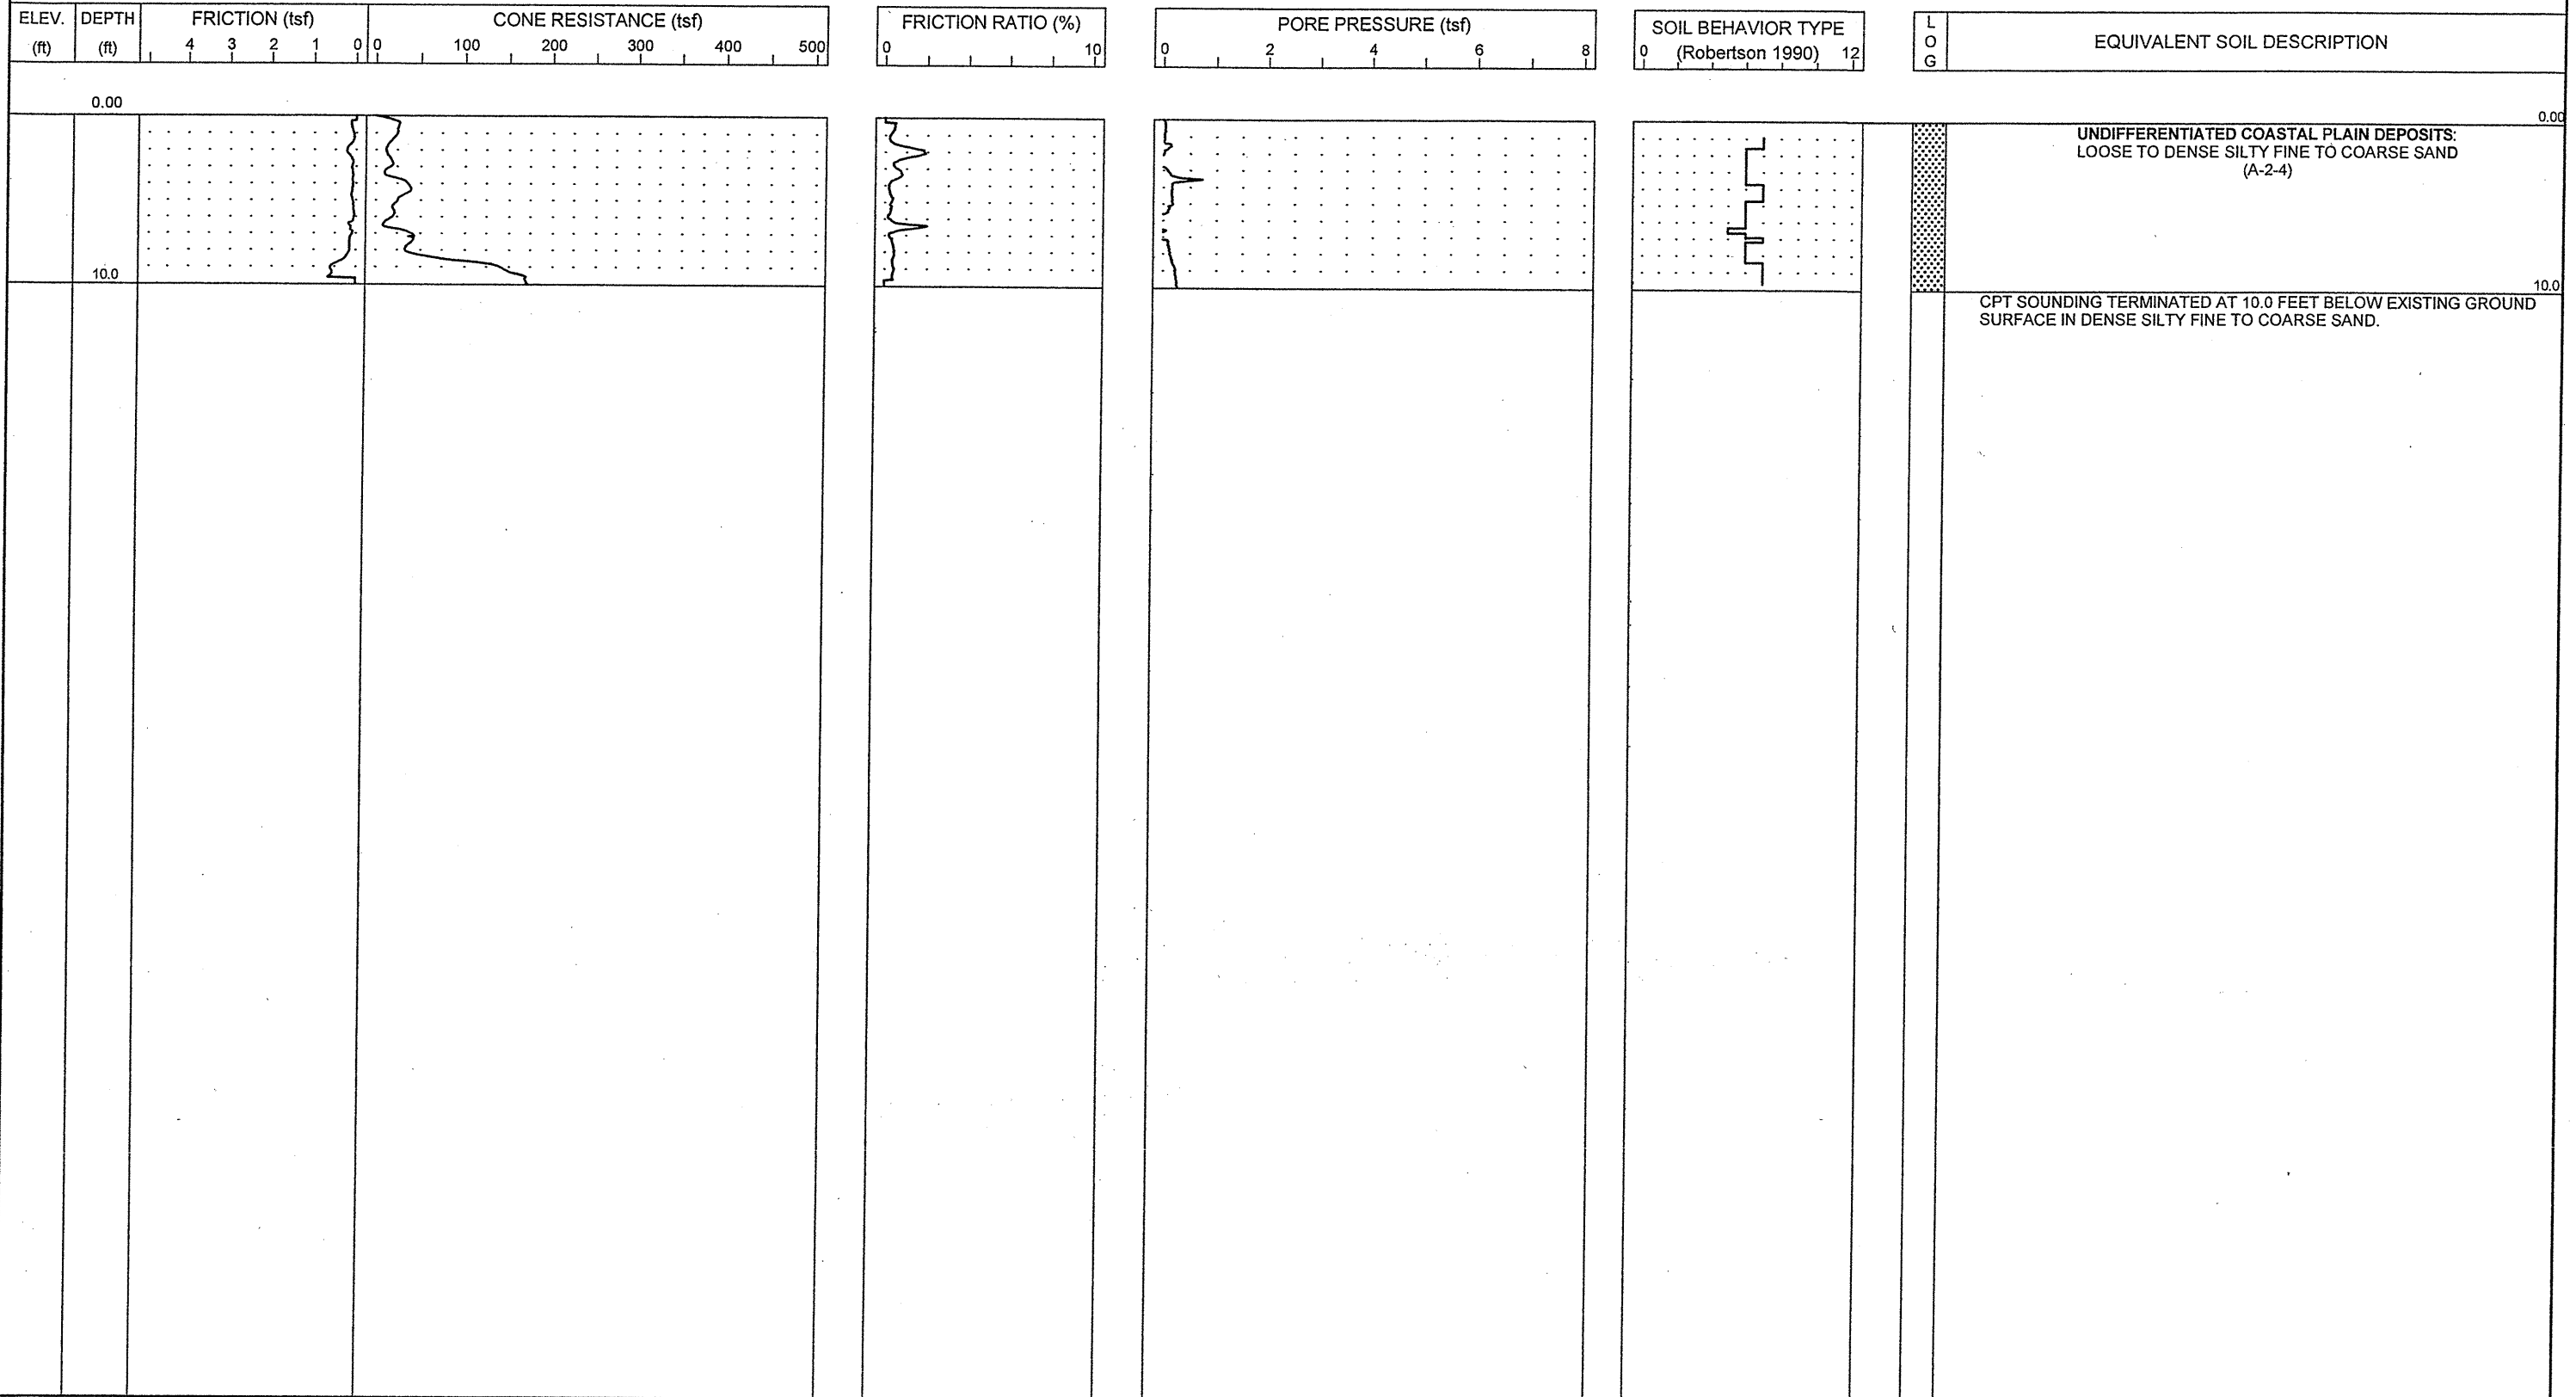 ELEV. DEPTH FRICTION (tsf) CONE RESISTANCE (tsf) FRICTION RATIO (%) PORE PRESSURE (tsf) SOIL BEHAVIOR TYPE L
(ft) (ft) 4 3 2 1 0 0 100 200 300 400 500 0 10 0 2 4 6 8 0 (Robertson 1990) 12 O EQUIVALENT SOIL DESCRIPTION
G
0.00
0.00
UNDIFFERENTIATED COASTAL PLAIN DEPOSITS:
LOOSE TO DENSE SILTY FINE TO COARSE SAND
(A-2-4)
10.0
10.0
CPT SOUNDING TERMINATED AT 10.0 FEET BELOW EXISTING GROUND
SURFACE IN DENSE SILTY FINE TO COARSE SAND.